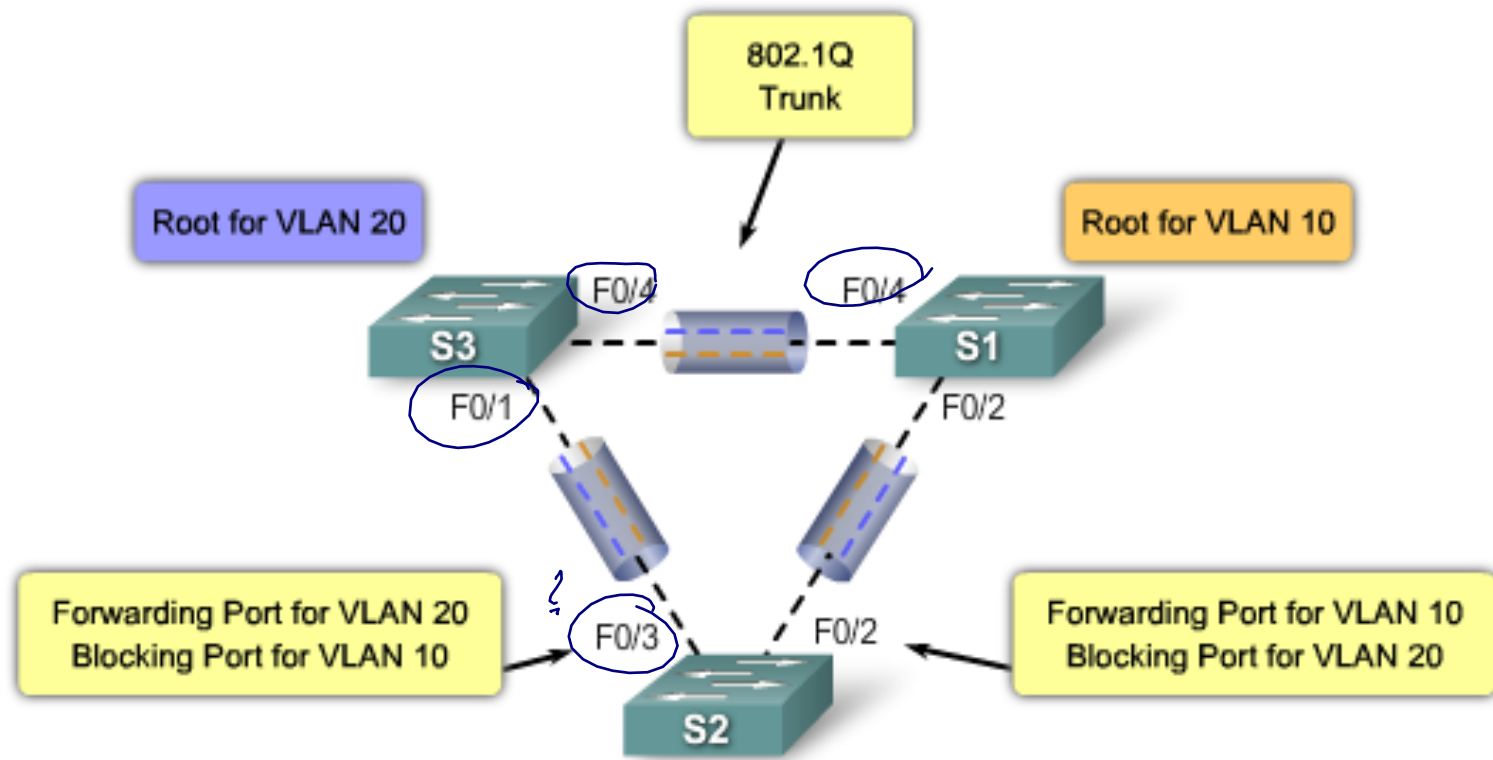 802.1Q
Trunk
Root for VLAN 20
Root for VLAN 10
F0/4
F0/4
S3
S1
F0/1
F0/2
Forwarding Port for VLAN 20
Blocking Port for VLAN 10
?
F0/3
F0/2
Forwarding Port for VLAN 10
Blocking Port for VLAN 20
S2